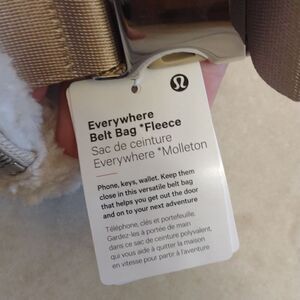 Everywhere
Belt Bag *Fleece
Sac de ceinture
Everywhere *Molleton
Phone, keys, wallet. Keep them
close in this versatile belt bag
that helps you get out the door
and on to your next adventure
Téléphone, clés et portefeuille.
Gardez-les à portée de main
dans ce sac de ceinture polyvalent,
qui vous aide à quitter la maison
en vitesse pour partir à l'aventure